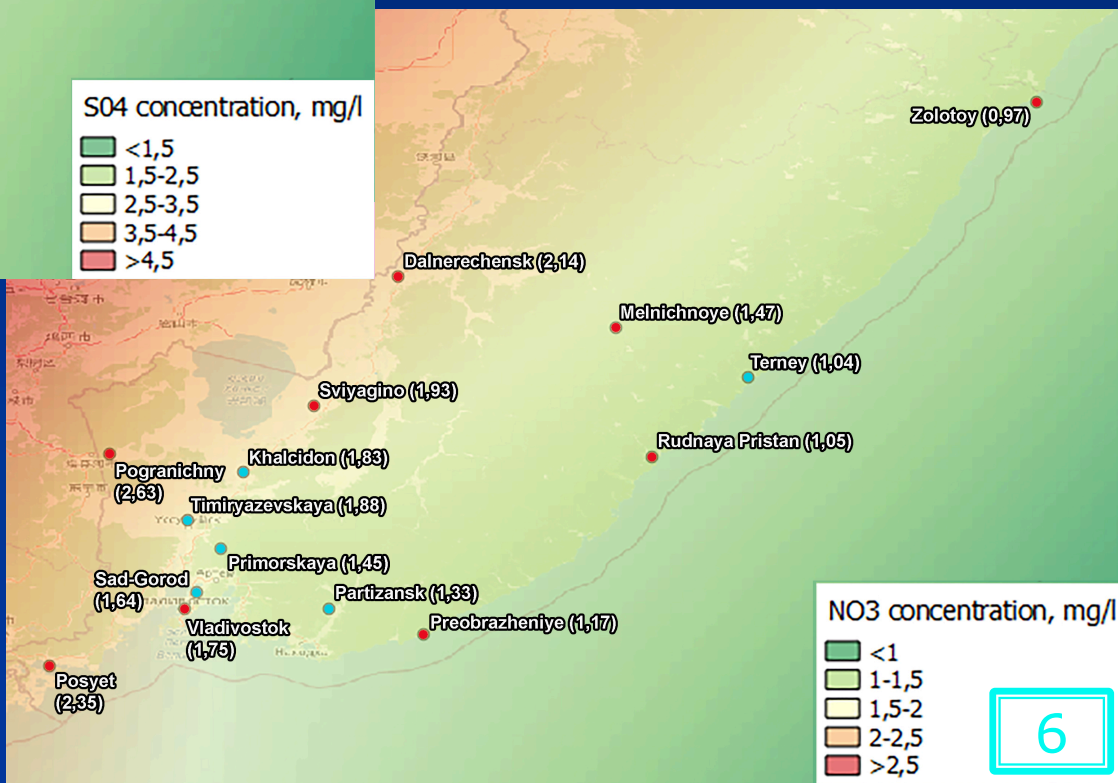 S04 concentration, mg/l
<1,5
1,5-2,5
2,5-3,5
3,5-4,5
>4,5
Zolotoy (0,97)
Dalnerechensk (2,14)
Melnichnoye (1,47)
Terney (1,04)
Sviyagino (1,93)
Rudnaya Pristan (1,05)
Khalcidon (1,83)
Pogranichny
(2,63)
Timiryazevskaya (1,88)
Primorskaya (1,45)
Sad-Gorod
(1,64)
Partizansk (1,33)
Preobrazheniye (1,17)
Vladivostok
(1,75)
Posyet
(2,35)
NO3 concentration, mg/l
<1
1-1,5
1,5-2
2-2,5
>2,5
6